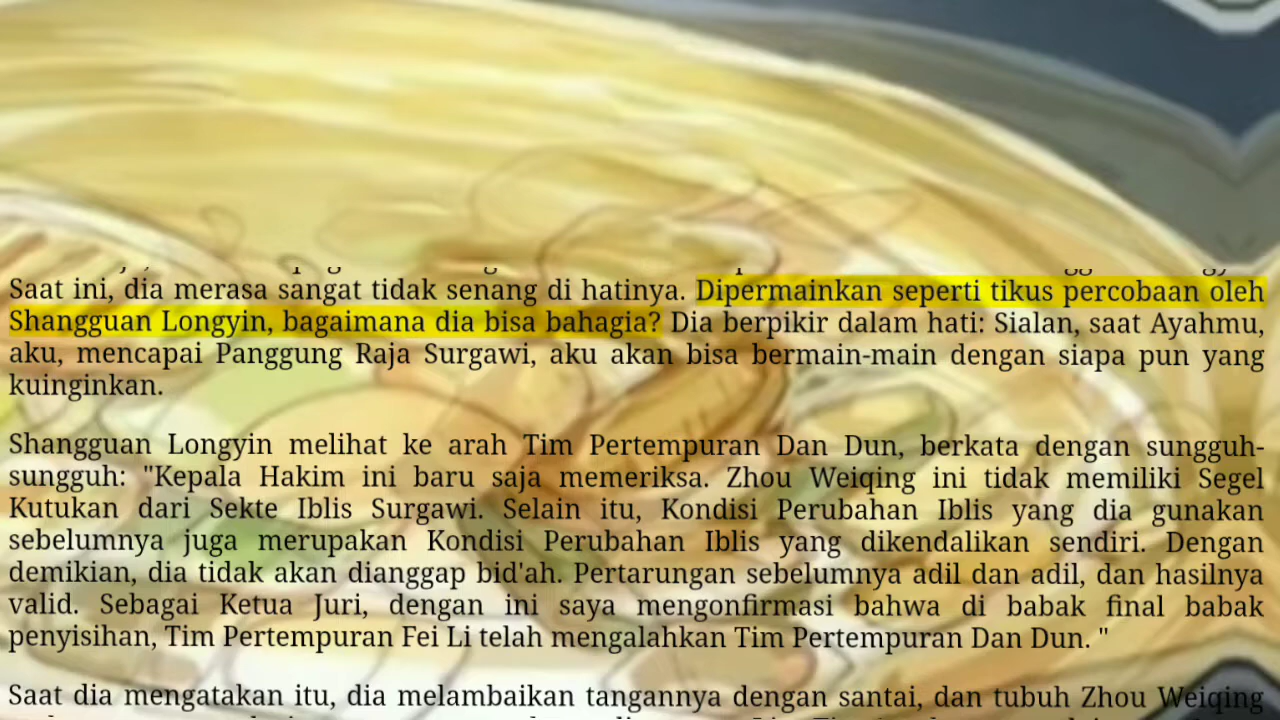 Saat ini, dia merasa sangat tidak senang di hatinya. Dipermainkan seperti tikus percobaan oleh
Shangguan Longyin, bagaimana dia bisa bahagia? Dia berpikir dalam hati: Sialan, saat Ayahmu,
aku, mencapai Panggung Raja Surgawi, aku akan bisa bermain-main dengan siapa pun yang
kuinginkan.
Shangguan Longyin melihat ke arah Tim Pertempuran Dan Dun, berkata dengan sungguh-
sungguh: "Kepala Hakim ini baru saja memeriksa. Zhou Weiqing ini tidak memiliki Segel
Kutukan dari Sekte Iblis Surgawi. Selain itu, Kondisi Perubahan Iblis yang dia gunakan
sebelumnya juga merupakan Kondisi Perubahan Iblis yang dikendalikan sendiri. Dengan
demikian, dia tidak akan dianggap bid'ah. Pertarungan sebelumnya adil dan adil, dan hasilnya
valid. Sebagai Ketua Juri, dengan ini saya mengonfirmasi bahwa di babak final babak
penyisihan, Tim Pertempuran Fei Li telah mengalahkan Tim Pertempuran Dan Dun. "
Saat dia mengatakan itu, dia melambaikan tangannya dengan santai, dan tubuh Zhou Weiqing